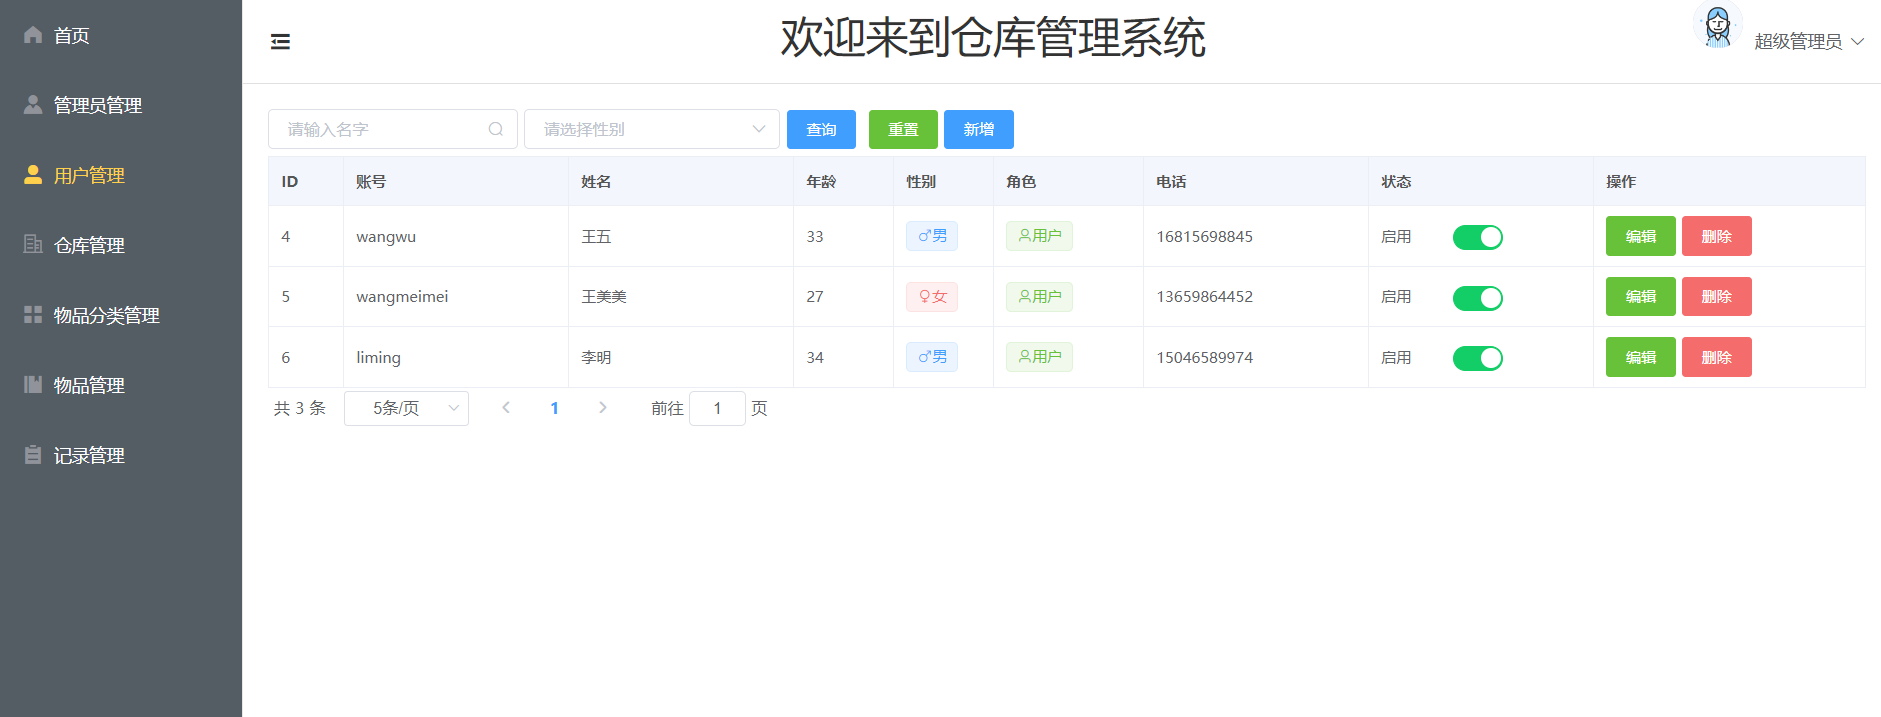 首页
管理员管理
用户管理
仓库管理
物品分类管理
物品管理
记录管理
欢迎来到仓库管理系统
超级管理员
请输入名字 请选择性别 查询 重置 新增
ID 账号 姓名 年龄 性别 角色 电话 状态 操作
4 wangwu 王五 33 男 用户 16815698845 启用 编辑 删除
5 wangmeimei 王美美 27 女 用户 13659864452 启用 编辑 删除
6 liming 李明 34 男 用户 15046589974 启用 编辑 删除
共 3 条 5条/页 1 前往 1 页